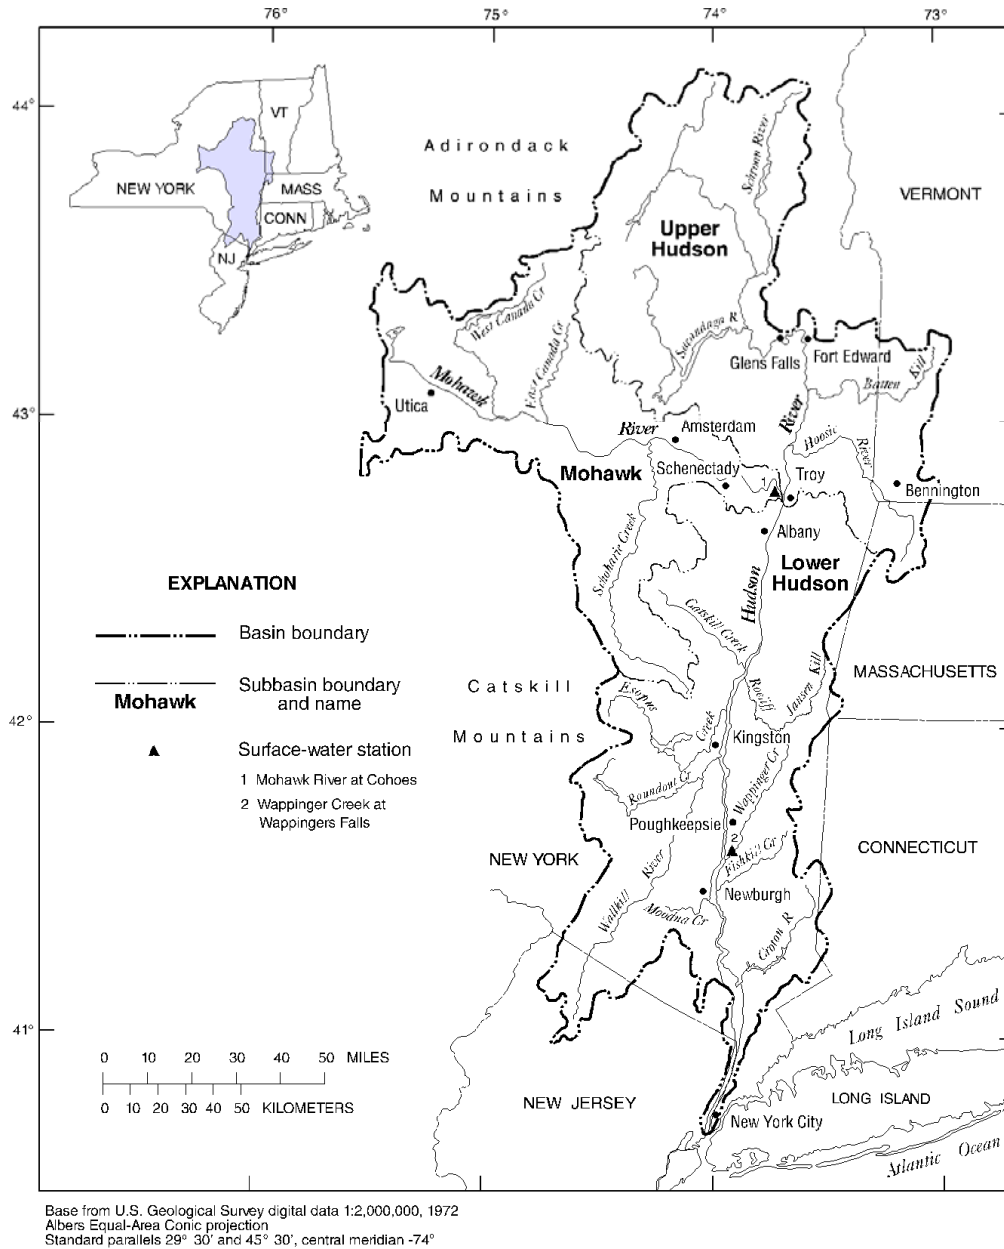 76°
75°
74°
73°
44°
43°
42°
41°
VT
NEW YORK
MASS
CONN
NJ
Adirondack
Mountains
Schroon River
VERMONT
Upper
Hudson
West Canada Cr
East Canada Cr
Sacandaga R
Glens Falls
Fort Edward
Batten Kill
Mohawk
River
Utica
Amsterdam
River
Hoosic
River
Schenectady
Mohawk
1
Troy
Bennington
Albany
Schoharie Creek
Hudson
Lower
Hudson
EXPLANATION
Basin boundary
Subbasin boundary
and name
Mohawk
Surface-water station
1 Mohawk River at Cohoes
2 Wappinger Creek at
Wappingers Falls
Catskill Creek
MASSACHUSETTS
Catskill
Mountains
Esopus
Creek
Roeliff
Jansen Kill
Kingston
Roundout Cr
Wappinger Cr
Poughkeepsie
2
Fishkill Cr
NEW YORK
CONNECTICUT
Wallkill River
Newburgh
Moodna Cr
Croton R
Long Island Sound
0 10 20 30 40 50 MILES
0 10 20 30 40 50 KILOMETERS
NEW JERSEY
New York City
LONG ISLAND
Atlantic Ocean
Base from U.S. Geological Survey digital data 1:2,000,000, 1972
Albers Equal-Area Conic projection
Standard parallels 29° 30' and 45° 30', central meridian -74°